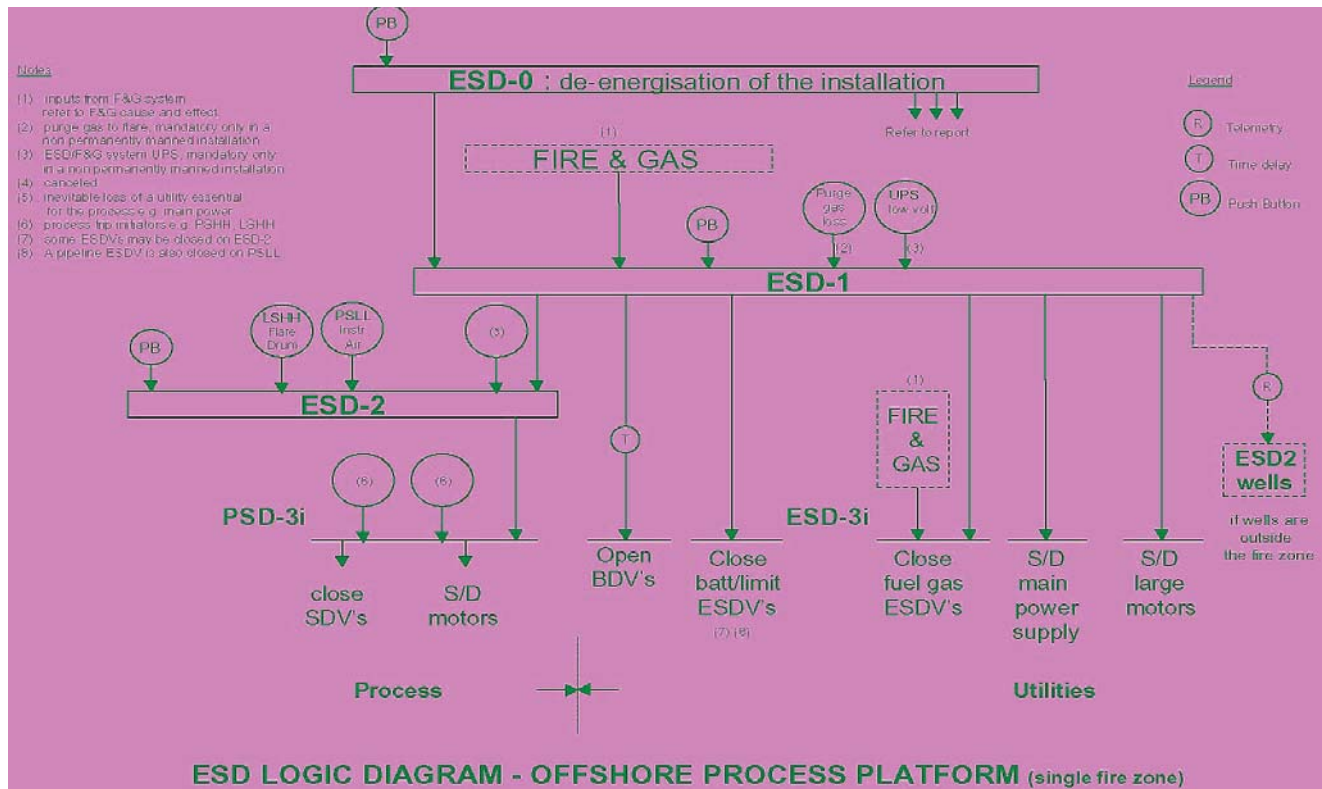 PB
ESD-0 : de-energisation of the installation
Refer to report
Notes
(1) inputs from F&G system
refer to F&G cause and effect
(2) purge gas to flare, mandatory only in a
non permanently manned installation
(3) ESD/F&G system UPS, mandatory only
in a non permanently manned installation
(4) canceled
(5) inevitable loss of a utility essential
for the process e.g. main power
(6) process trip initiators e.g. PSHH, LSHH
(7) some ESDVs may be closed on ESD-2
(8) A pipeline ESDV is also closed on PSLL
Legend
R Telemetry
T Time delay
PB Push Button
(1)
FIRE & GAS
PB
Purge
gas
loss
(2)
UPS
low volt
(3)
ESD-1
PB
LSHH
Flare
Drum
PSLL
Instr
Air
(5)
ESD-2
T
(1)
FIRE
&
GAS
R
ESD2
wells
if wells are
outside
the fire zone
PSD-3i
(6)
(6)
ESD-3i
close
SDV's
S/D
motors
Open
BDV's
Close
batt/limit
ESDV's
(7) (8)
Close
fuel gas
ESDV's
S/D
main
power
supply
S/D
large
motors
Process
Utilities
ESD LOGIC DIAGRAM - OFFSHORE PROCESS PLATFORM (single fire zone)